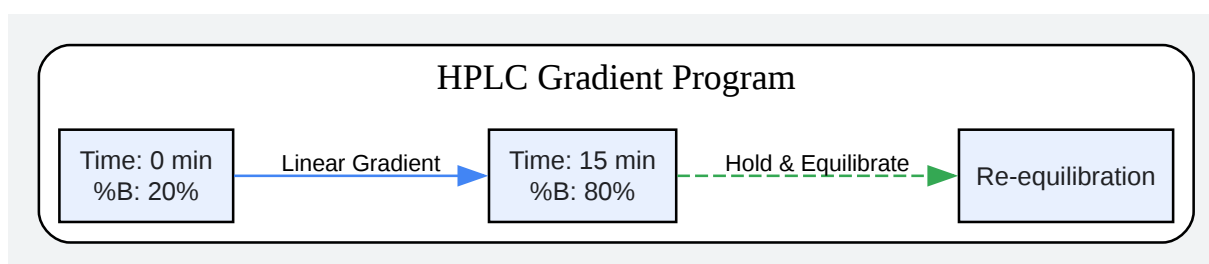 HPLC Gradient Program
Time: 0 min
%B: 20%
Linear Gradient
Time: 15 min
%B: 80%
Hold & Equilibrate
Re-equilibration